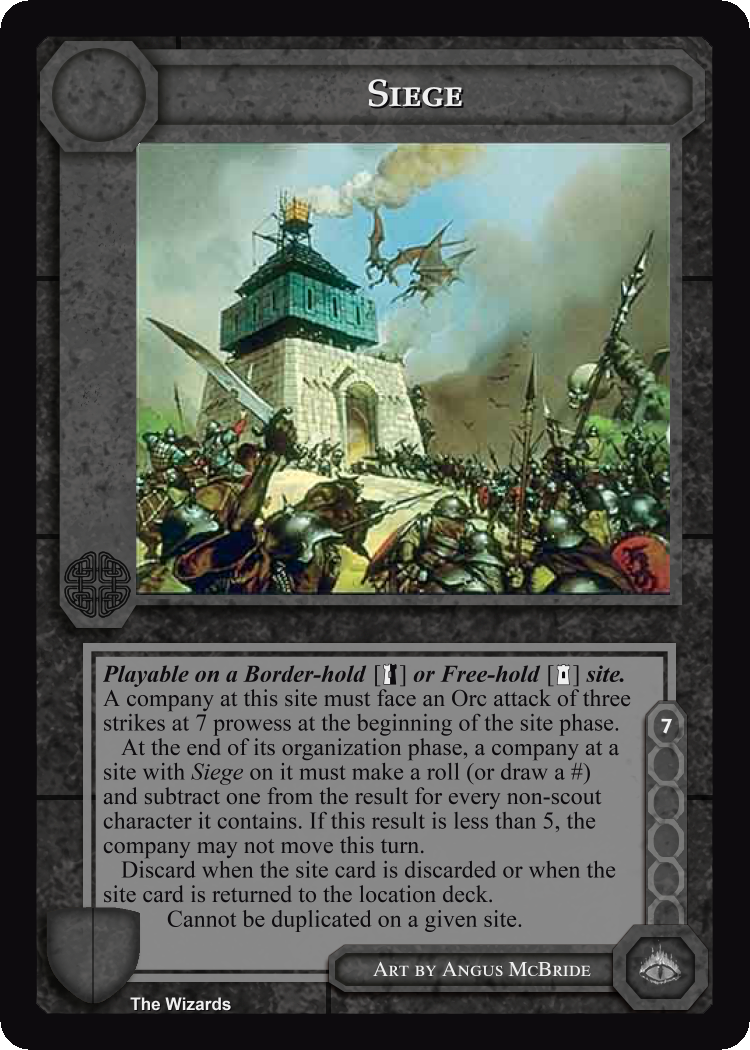 SIEGE
Playable on a Border-hold [] or Free-hold [] site.
A company at this site must face an Orc attack of three
strikes at 7 prowess at the beginning of the site phase.
At the end of its organization phase, a company at a
site with Siege on it must make a roll (or draw a #)
and subtract one from the result for every non-scout
character it contains. If this result is less than 5, the
company may not move this turn.
Discard when the site card is discarded or when the
site card is returned to the location deck.
Cannot be duplicated on a given site.
7
ART BY ANGUS MCBRIDE
The Wizards